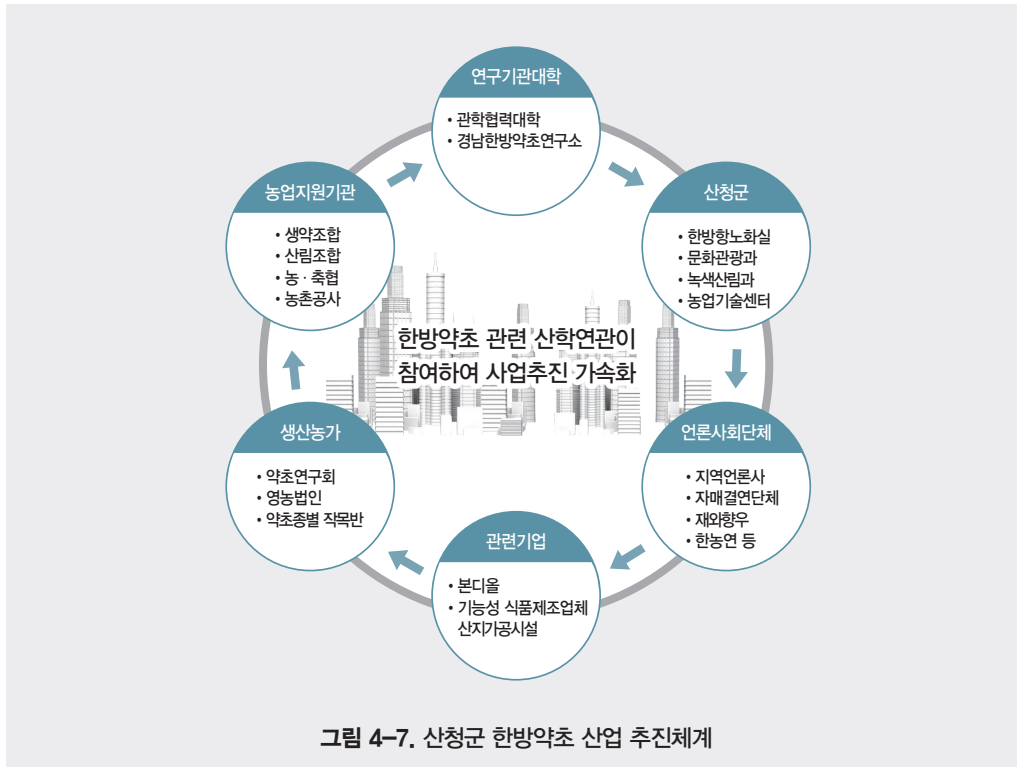 연구기관대학
• 관학협력대학
• 경남한방약초연구소
농업지원기관
• 생약조합
• 산림조합
• 농·축협
• 농촌공사
산청군
• 한방항노화실
• 문화관광과
• 녹색산림과
• 농업기술센터
한방약초 관련 산학연관이
참여하여 사업추진 가속화
생산농가
• 약초연구회
• 영농법인
• 약초종별 작목반
언론사회단체
• 지역언론사
• 자매결연단체
• 재외향우
• 한농연 등
관련기업
• 본디올
• 기능성 식품제조업체
산지가공시설
그림 4-7. 산청군 한방약초 산업 추진체계